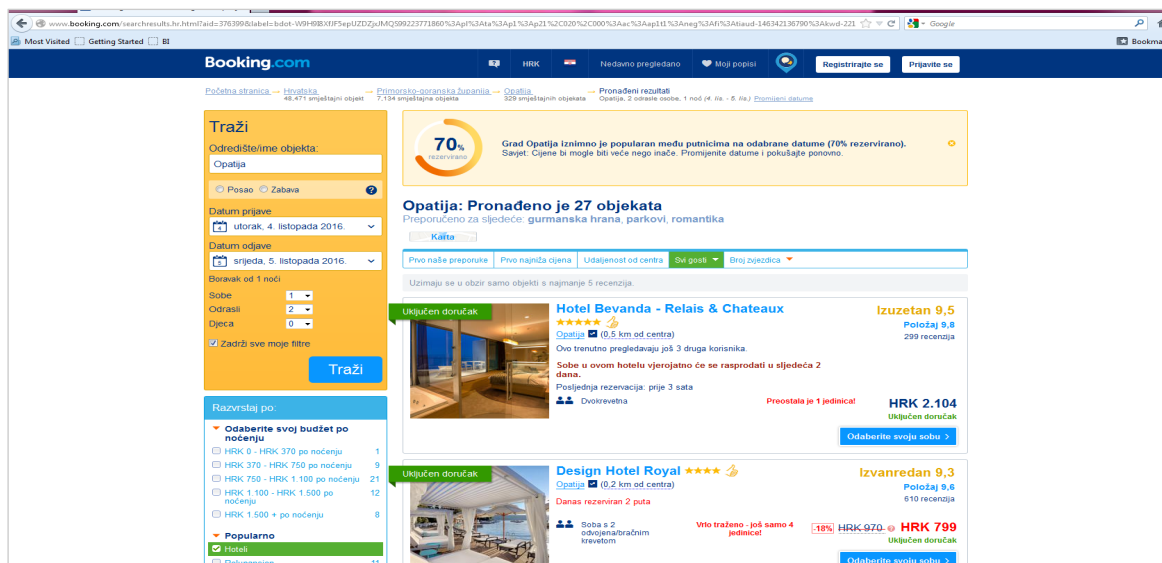 www.booking.com/searchresults.hr.html?aid=376399&label=bdot-W9H9I8XfJF5epUZDZjxJMQS99223771860%3Apl%3Ata%3Ap1%3Ap21%2C020%2C000%3Aac%3Aap1t1%3Aneg%3Afi%3Atiaud-146342136790%3Akwd-221
Google
Most Visited Getting Started BI
Bookma
Booking.com
HRK
Nedavno pregledano
Moji popisi
Registrirajte se
Prijavite se
Početna stranica → Hrvatska → Primorsko-goranska županija → Opatija → Pronađeni rezultati
48,471 smještajni objekt 7,134 smještajna objekta 329 smještajnih objekata Opatija, 2 odrasle osobe, 1 noć (4. lis. - 5. lis.) Promijeni datume
Traži
Odredište/ime objekta:
Opatija
Posao Zabava
Datum prijave
4 utorak, 4. listopada 2016.
Datum odjave
5 srijeda, 5. listopada 2016.
Boravak od 1 noći
Sobe 1
Odrasli 2
Djeca 0
Zadrži sve moje filtre
Traži
Razvrstaj po:
Odaberite svoj budžet po
noćenju
HRK 0 - HRK 370 po noćenju 1
HRK 370 - HRK 750 po noćenju 9
HRK 750 - HRK 1.100 po noćenju 21
HRK 1.100 - HRK 1.500 po 12
noćenju
HRK 1.500 + po noćenju 8
Popularno
Hoteli
70%
rezervirano
Grad Opatija iznimno je popularan među putnicima na odabrane datume (70% rezervirano).
Savjet: Cijene bi mogle biti veće nego inače. Promijenite datume i pokušajte ponovno.
Opatija: Pronađeno je 27 objekata
Preporučeno za sljedeće: gurmanska hrana, parkovi, romantika
Karta
Prvo naše preporuke Prvo najniža cijena Udaljenost od centra Svi gosti Broj zvjezdica
Uzimaju se u obzir samo objekti s najmanje 5 recenzija.
Uključen doručak
Hotel Bevanda - Relais & Chateaux
Opatija (0,5 km od centra)
Ovo trenutno pregledavaju još 3 druga korisnika.
Sobe u ovom hotelu vjerojatno će se rasprodati u sljedeća 2
dana.
Posljednja rezervacija: prije 3 sata
Dvokrevetna
Preostala je 1 jedinica!
Izuzetan 9,5
Položaj 9,8
299 recenzija
HRK 2.104
Uključen doručak
Odaberite svoju sobu >
Uključen doručak
Design Hotel Royal
Opatija (0,2 km od centra)
Danas rezerviran 2 puta
Soba s 2
odvojena/bračnim
krevetom
Vrlo traženo - još samo 4
jedinice!
Izvanredan 9,3
Položaj 9,6
610 recenzija
-18% HRK 970 HRK 799
Uključen doručak
Odaberite svoju sobu >